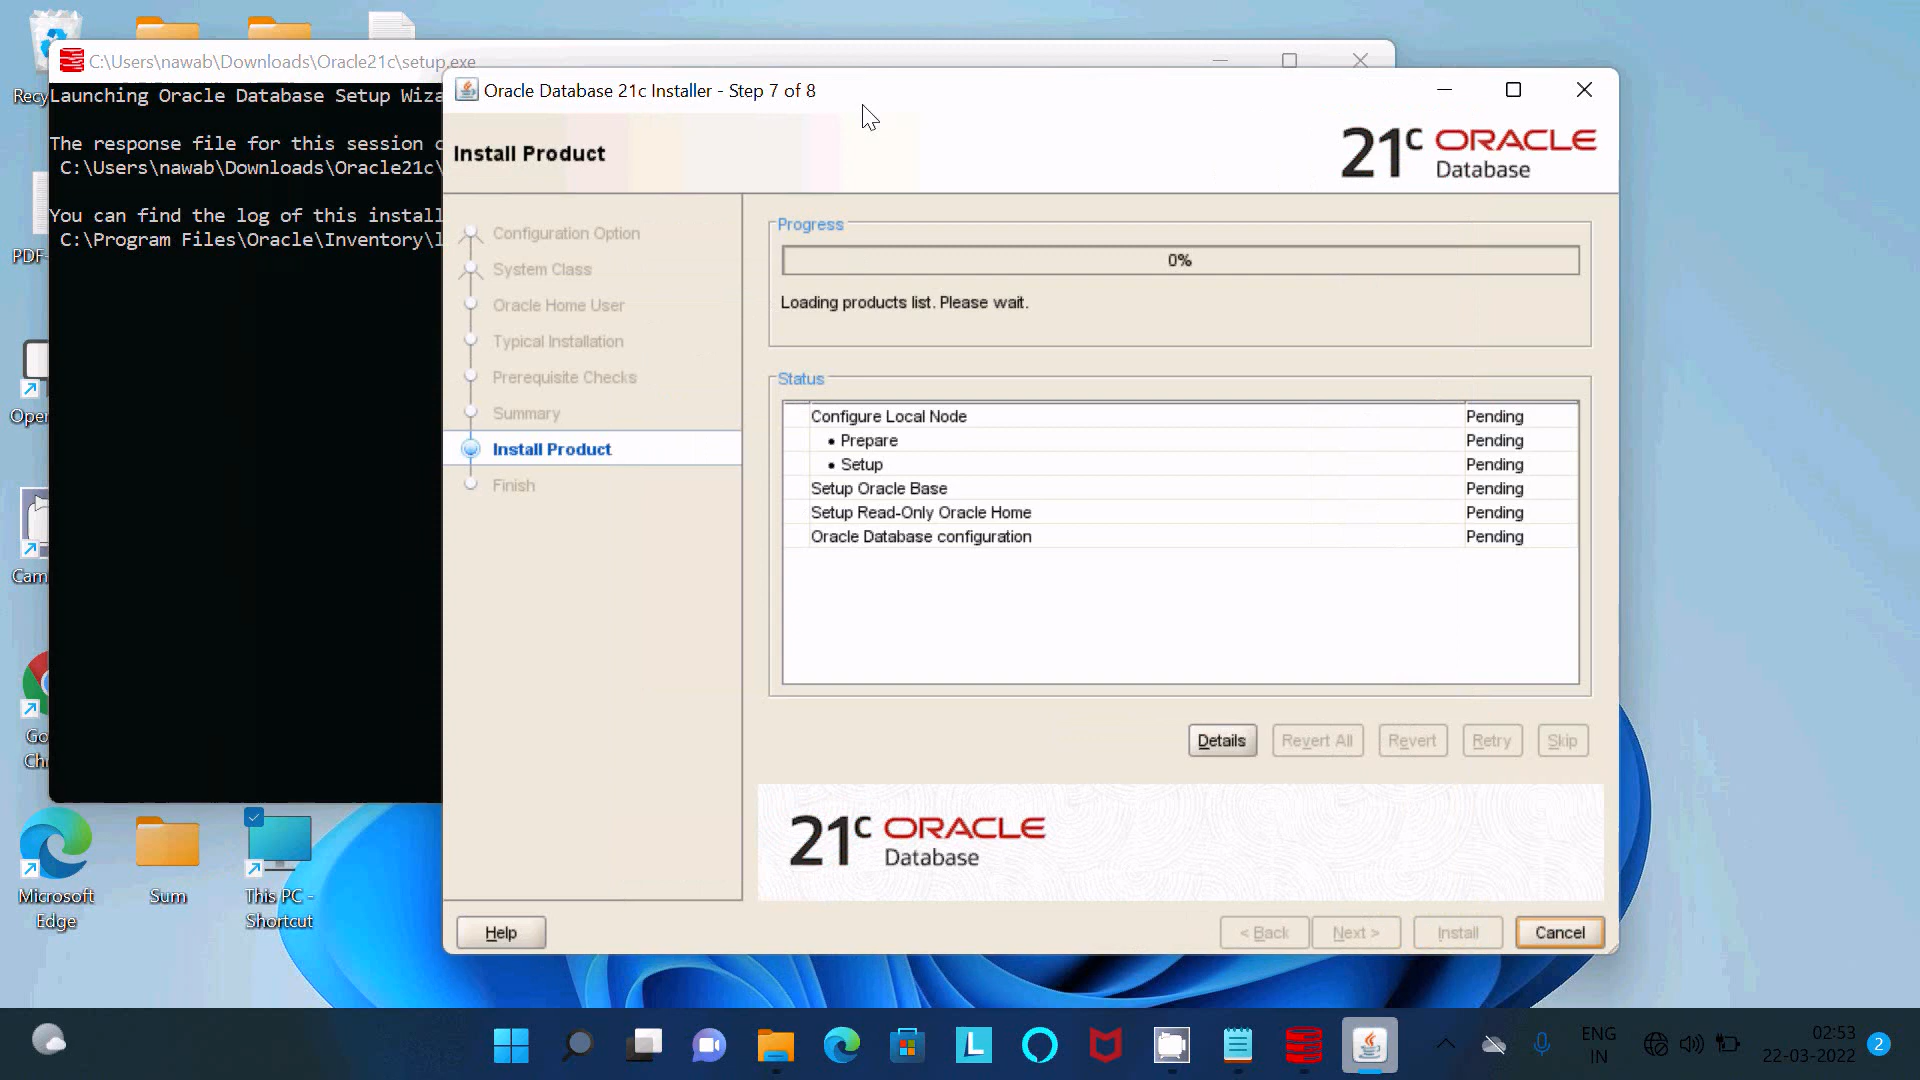 C:\Users\nawab\Downloads\Oracle21c\setup.exe
Launching Oracle Database Setup Wiza
The response file for this session c
C:\Users\nawab\Downloads\Oracle21c\
You can find the log of this install
C:\Program Files\Oracle\Inventory\l
Oracle Database 21c Installer - Step 7 of 8
Install Product
21c ORACLE
Database
Configuration Option
System Class
Oracle Home User
Typical Installation
Prerequisite Checks
Summary
Install Product
Finish
Progress
0%
Loading products list. Please wait.
Status
Configure Local Node Pending
• Prepare Pending
• Setup Pending
Setup Oracle Base Pending
Setup Read-Only Oracle Home Pending
Oracle Database configuration Pending
Details Revert All Revert Retry Skip
21c ORACLE
Database
Help < Back Next > Install Cancel
Recy
PDF-
Oper
Cam
Go
Ch
Microsoft
Edge
Sum
This PC -
Shortcut
ENG
IN
02:53
22-03-2022
2